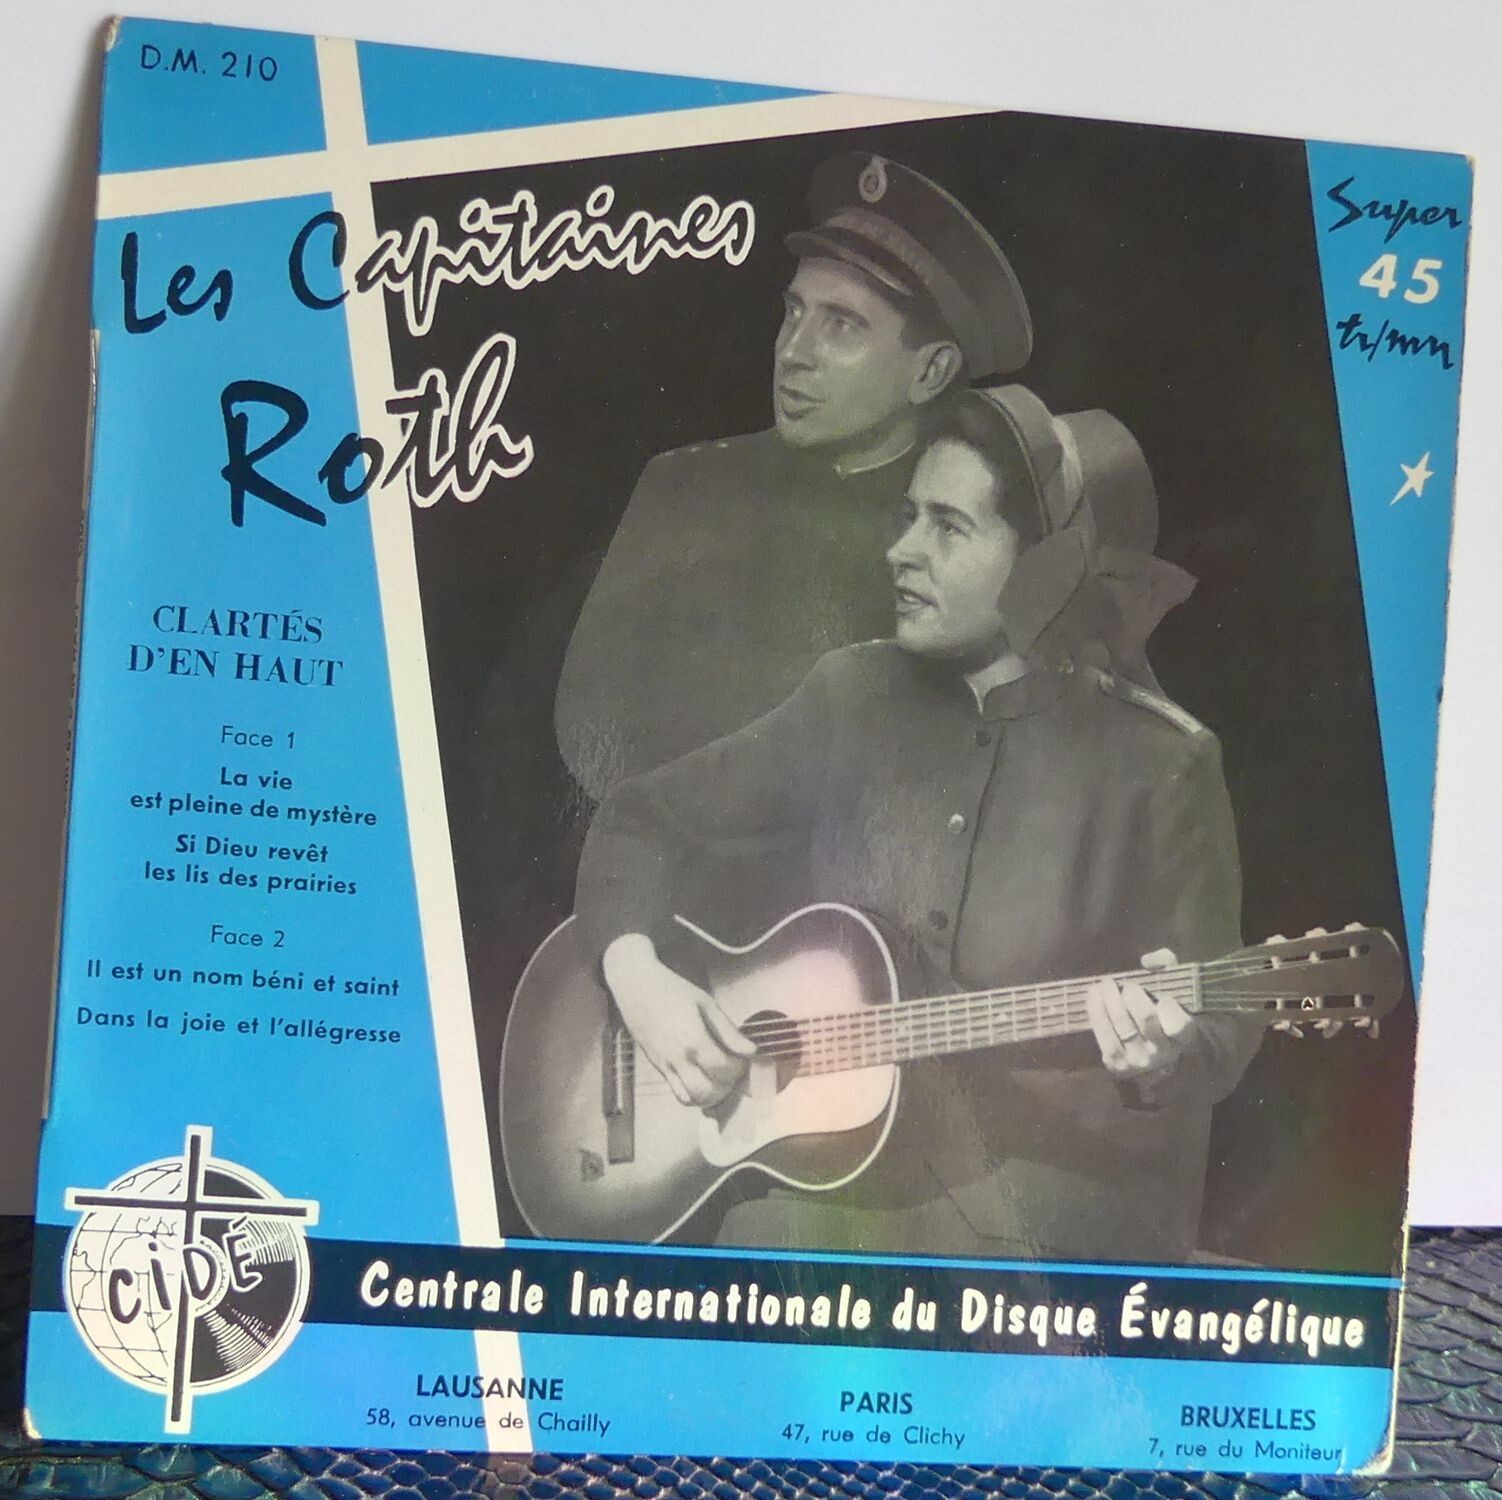 D.M. 210
Les Capitaines
Roth
Super
45
tr/mn
CLARTÉS
D'EN HAUT
Face 1
La vie
est pleine de mystère
Si Dieu revêt
les lis des prairies
Face 2
Il est un nom béni et saint
Dans la joie et l'allégresse
CIDÉ
Centrale Internationale du Disque Évangélique
LAUSANNE
58, avenue de Chailly
PARIS
47, rue de Clichy
BRUXELLES
7, rue du Moniteur